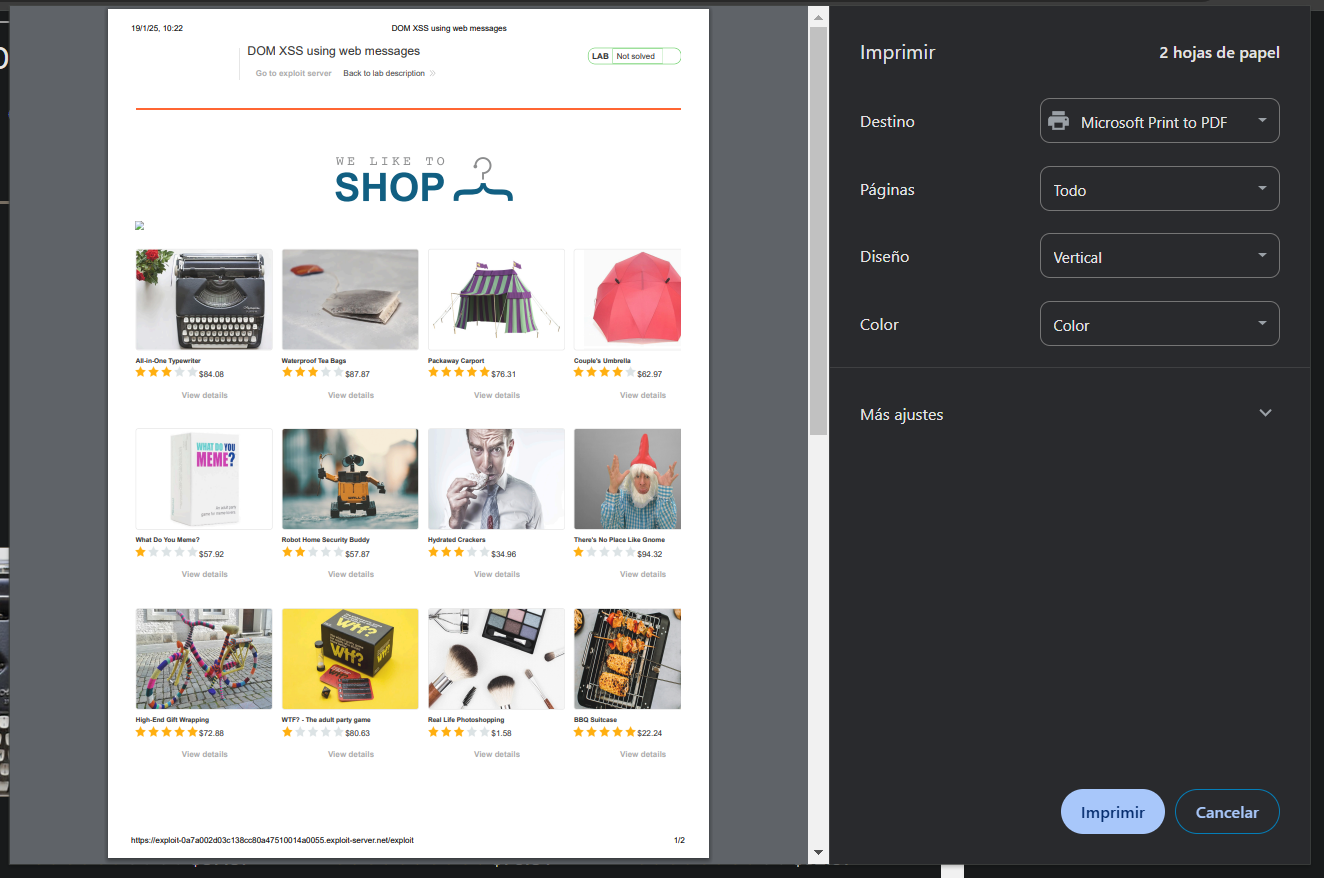 19/1/25, 10:22 DOM XSS using web messages
DOM XSS using web messages
LAB Not solved
Go to exploit server Back to lab description
WE LIKE TO
SHOP
All-in-One Typewriter Waterproof Tea Bags Packaway Carport Couple's Umbrella
$84.08 $87.87 $76.31 $62.97
View details View details View details View details
WHAT DO YOU
MEME?
What Do You Meme? Robot Home Security Buddy Hydrated Crackers There's No Place Like Gnome
$57.92 $57.87 $34.96 $94.32
View details View details View details View details
Wtf?
Wtf?
High-End Gift Wrapping WTF? - The adult party game Real Life Photoshopping BBQ Suitcase
$72.88 $80.63 $1.58 $22.24
View details View details View details View details
https://exploit-0a7a002d03c138cc80a47510014a0055.exploit-server.net/exploit 1/2
Imprimir 2 hojas de papel
Destino Microsoft Print to PDF
Páginas Todo
Diseño Vertical
Color Color
Más ajustes
Imprimir Cancelar